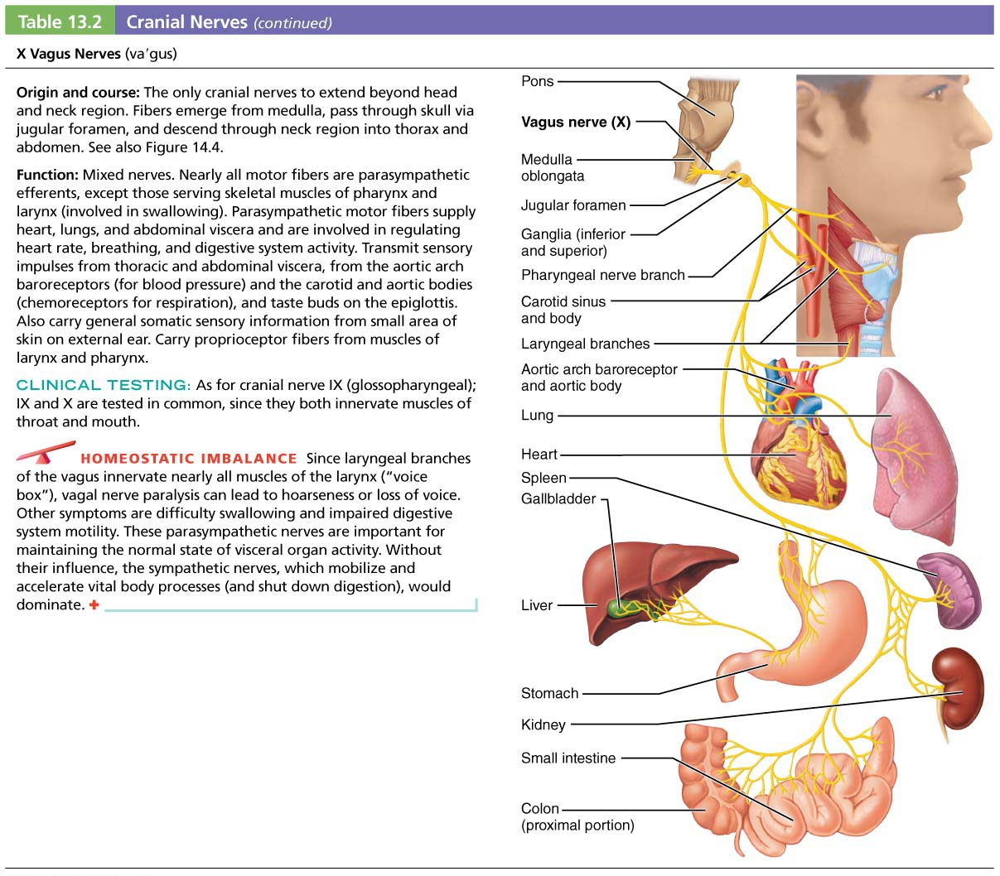 Table 13.2 Cranial Nerves (continued)
X Vagus Nerves (va′gus)
Origin and course: The only cranial nerves to extend beyond head
and neck region. Fibers emerge from medulla, pass through skull via
jugular foramen, and descend through neck region into thorax and
abdomen. See also Figure 14.4.
Function: Mixed nerves. Nearly all motor fibers are parasympathetic
efferents, except those serving skeletal muscles of pharynx and
larynx (involved in swallowing). Parasympathetic motor fibers supply
heart, lungs, and abdominal viscera and are involved in regulating
heart rate, breathing, and digestive system activity. Transmit sensory
impulses from thoracic and abdominal viscera, from the aortic arch
baroreceptors (for blood pressure) and the carotid and aortic bodies
(chemoreceptors for respiration), and taste buds on the epiglottis.
Also carry general somatic sensory information from small area of
skin on external ear. Carry proprioceptor fibers from muscles of
larynx and pharynx.
CLINICAL TESTING: As for cranial nerve IX (glossopharyngeal);
IX and X are tested in common, since they both innervate muscles of
throat and mouth.
HOMEOSTATIC IMBALANCE Since laryngeal branches
of the vagus innervate nearly all muscles of the larynx (“voice
box”), vagal nerve paralysis can lead to hoarseness or loss of voice.
Other symptoms are difficulty swallowing and impaired digestive
system motility. These parasympathetic nerves are important for
maintaining the normal state of visceral organ activity. Without
their influence, the sympathetic nerves, which mobilize and
accelerate vital body processes (and shut down digestion), would
dominate.
Pons
Vagus nerve (X)
Medulla
oblongata
Jugular foramen
Ganglia (inferior
and superior)
Pharyngeal nerve branch
Carotid sinus
and body
Laryngeal branches
Aortic arch baroreceptor
and aortic body
Lung
Heart
Spleen
Gallbladder
Liver
Stomach
Kidney
Small intestine
Colon
(proximal portion)